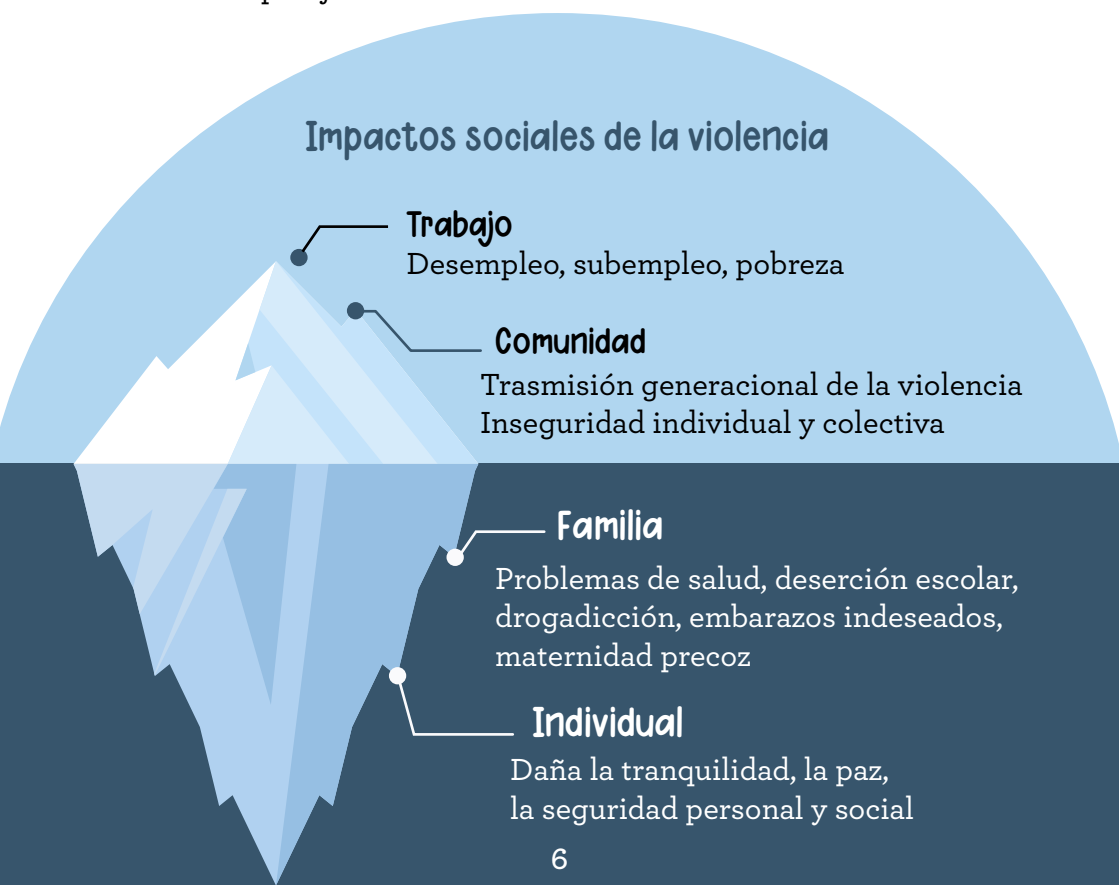 Impactos sociales de la violencia
Trabajo
Desempleo, subempleo, pobreza
Comunidad
Trasmisión generacional de la violencia
Inseguridad individual y colectiva
Familia
Problemas de salud, deserción escolar,
drogadicción, embarazos indeseados,
maternidad precoz
Individual
Daña la tranquilidad, la paz,
la seguridad personal y social
6